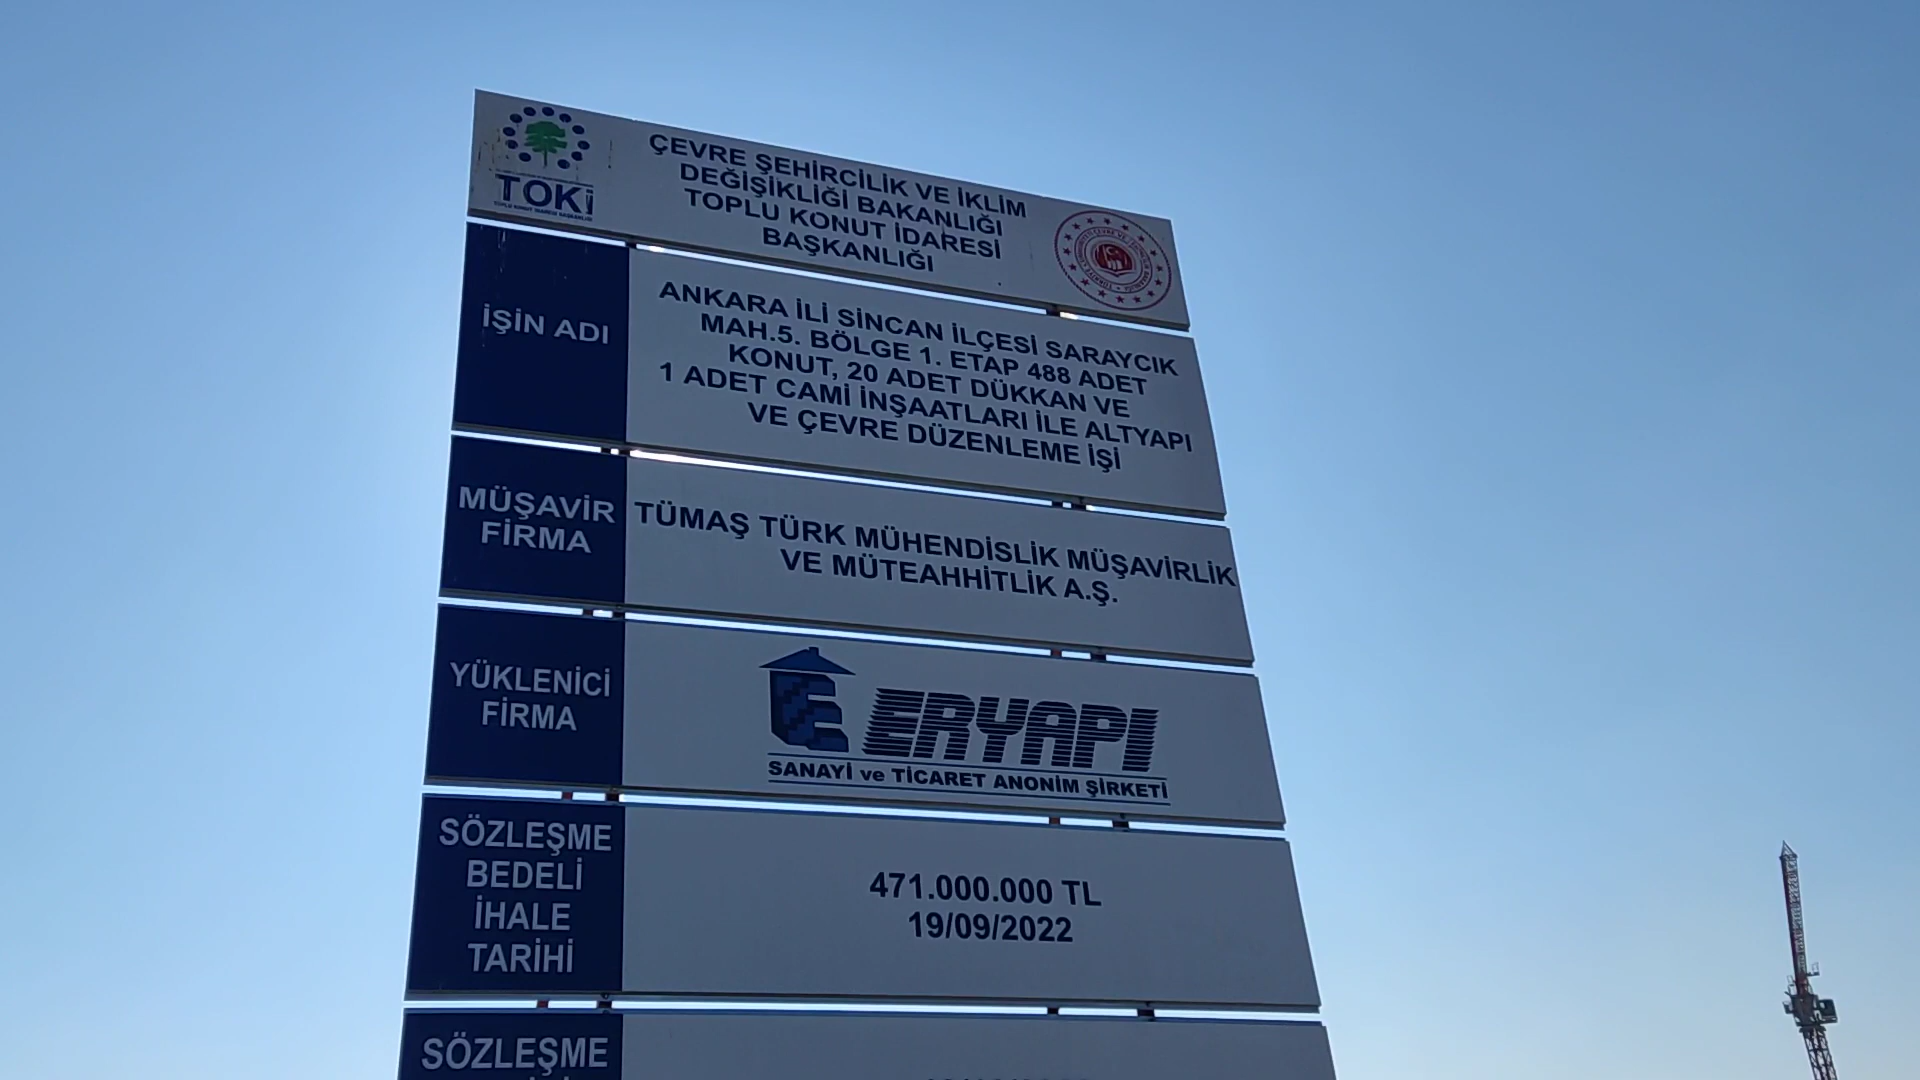 TOKİ
TOPLU KONUT İDARESİ BAŞKANLIĞI
ÇEVRE ŞEHİRCİLİK VE İKLİM
DEĞİŞİKLİĞİ BAKANLIĞI
TOPLU KONUT İDARESİ
BAŞKANLIĞI
İŞİN ADI
ANKARA İLİ SİNCAN İLÇESİ SARAYCIK
MAH.5. BÖLGE 1. ETAP 488 ADET
KONUT, 20 ADET DÜKKAN VE
1 ADET CAMİ İNŞAATLARI İLE ALTYAPI
VE ÇEVRE DÜZENLEME İŞİ
MÜŞAVİR
FİRMA
TÜMAŞ TÜRK MÜHENDİSLİK MÜŞAVİRLİK
VE MÜTEAHHİTLİK A.Ş.
YÜKLENİCİ
FİRMA
ERYAPI
SANAYİ ve TİCARET ANONİM ŞİRKETİ
SÖZLEŞME
BEDELİ
İHALE
TARİHİ
471.000.000 TL
19/09/2022
SÖZLEŞME